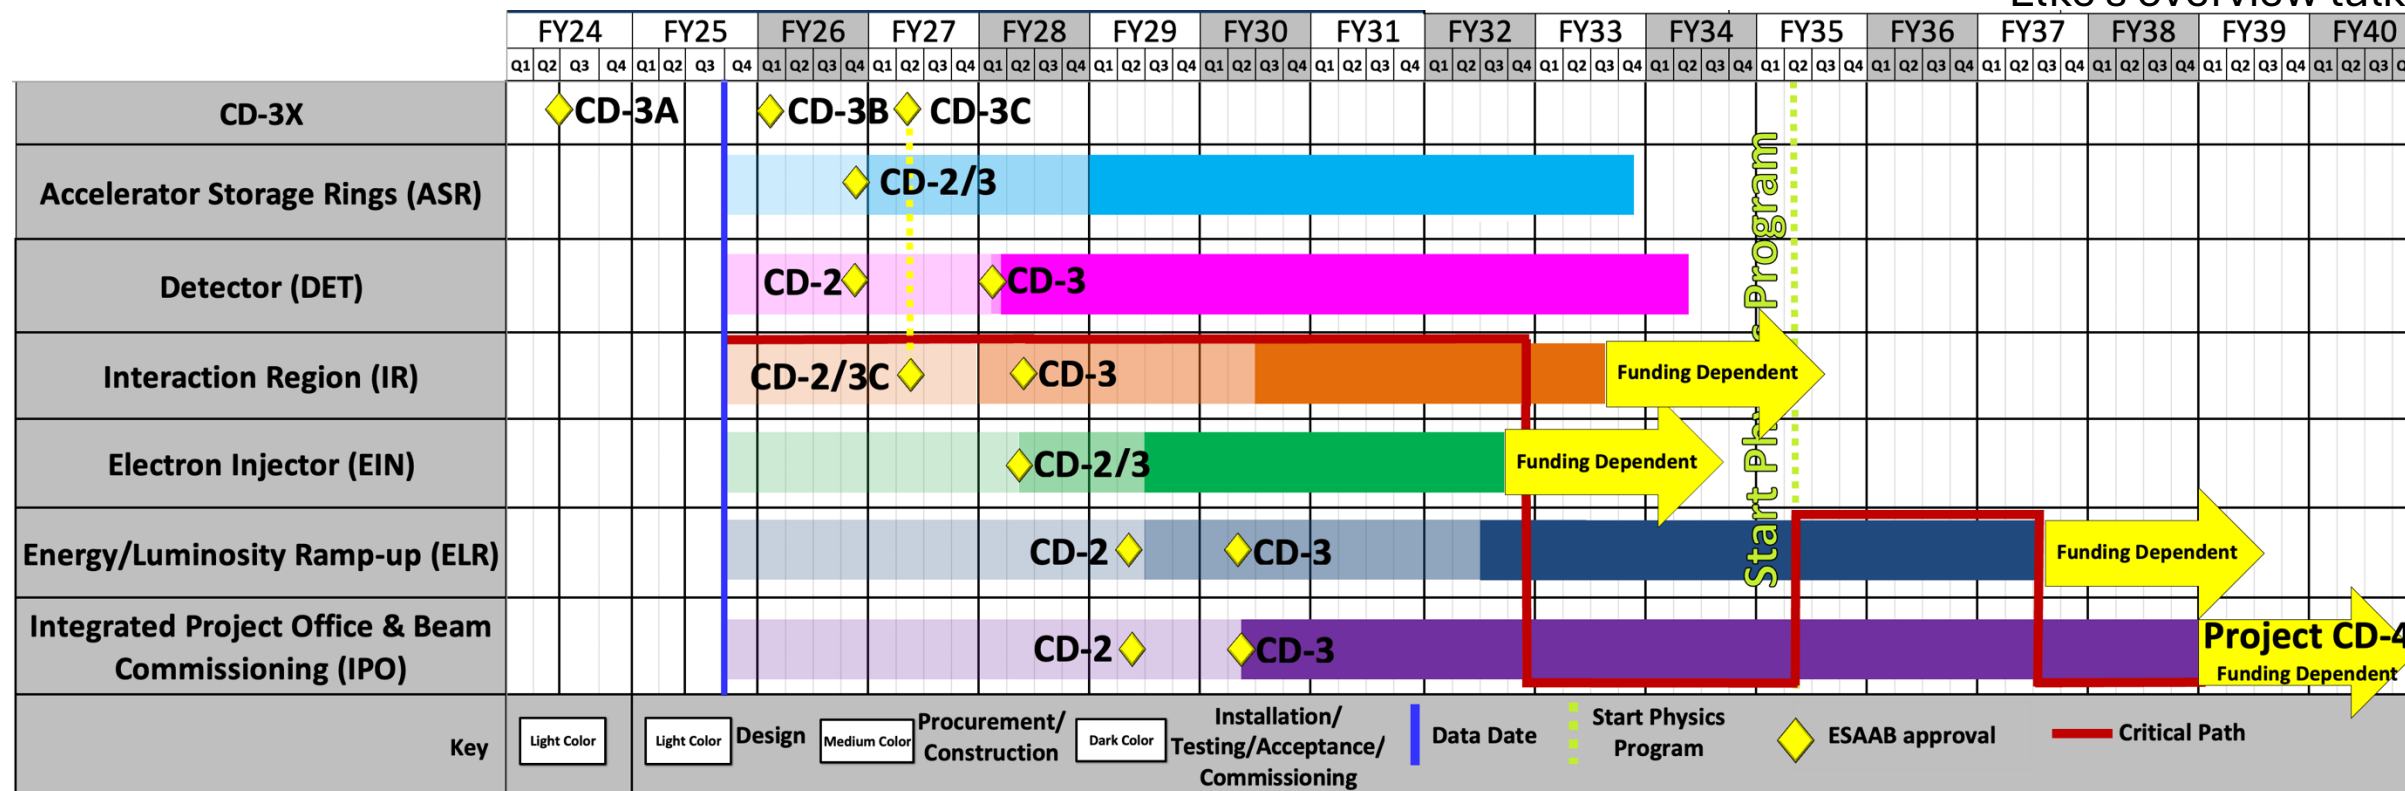 Elke's overview talk
FY24 FY25 FY26 FY27 FY28 FY29 FY30 FY31 FY32 FY33 FY34 FY35 FY36 FY37 FY38 FY39 FY40
Q1 Q2 Q3 Q4 Q1 Q2 Q3 Q4 Q1 Q2 Q3 Q4 Q1 Q2 Q3 Q4 Q1 Q2 Q3 Q4 Q1 Q2 Q3 Q4 Q1 Q2 Q3 Q4 Q1 Q2 Q3 Q4 Q1 Q2 Q3 Q4 Q1 Q2 Q3 Q4 Q1 Q2 Q3 Q4 Q1 Q2 Q3 Q4 Q1 Q2 Q3 Q4 Q1 Q2 Q3 Q4 Q1 Q2 Q3 Q4 Q1 Q2 Q3 Q4 Q1 Q2 Q3
CD-3X CD-3A CD-3B CD-3C
Accelerator Storage Rings (ASR) CD-2/3
Detector (DET) CD-2 CD-3
Interaction Region (IR) CD-2/3C CD-3 Funding Dependent
Electron Injector (EIN) CD-2/3 Funding Dependent
Energy/Luminosity Ramp-up (ELR) CD-2 CD-3 Funding Dependent
Integrated Project Office & Beam
Commissioning (IPO) CD-2 CD-3
Project CD-4
Funding Dependent
Start Program
Key
Light Color
Light Color
Design
Medium Color
Procurement/
Construction
Dark Color
Installation/
Testing/Acceptance/
Commissioning
Data Date
Start Physics
Program
ESAAB approval
Critical Path